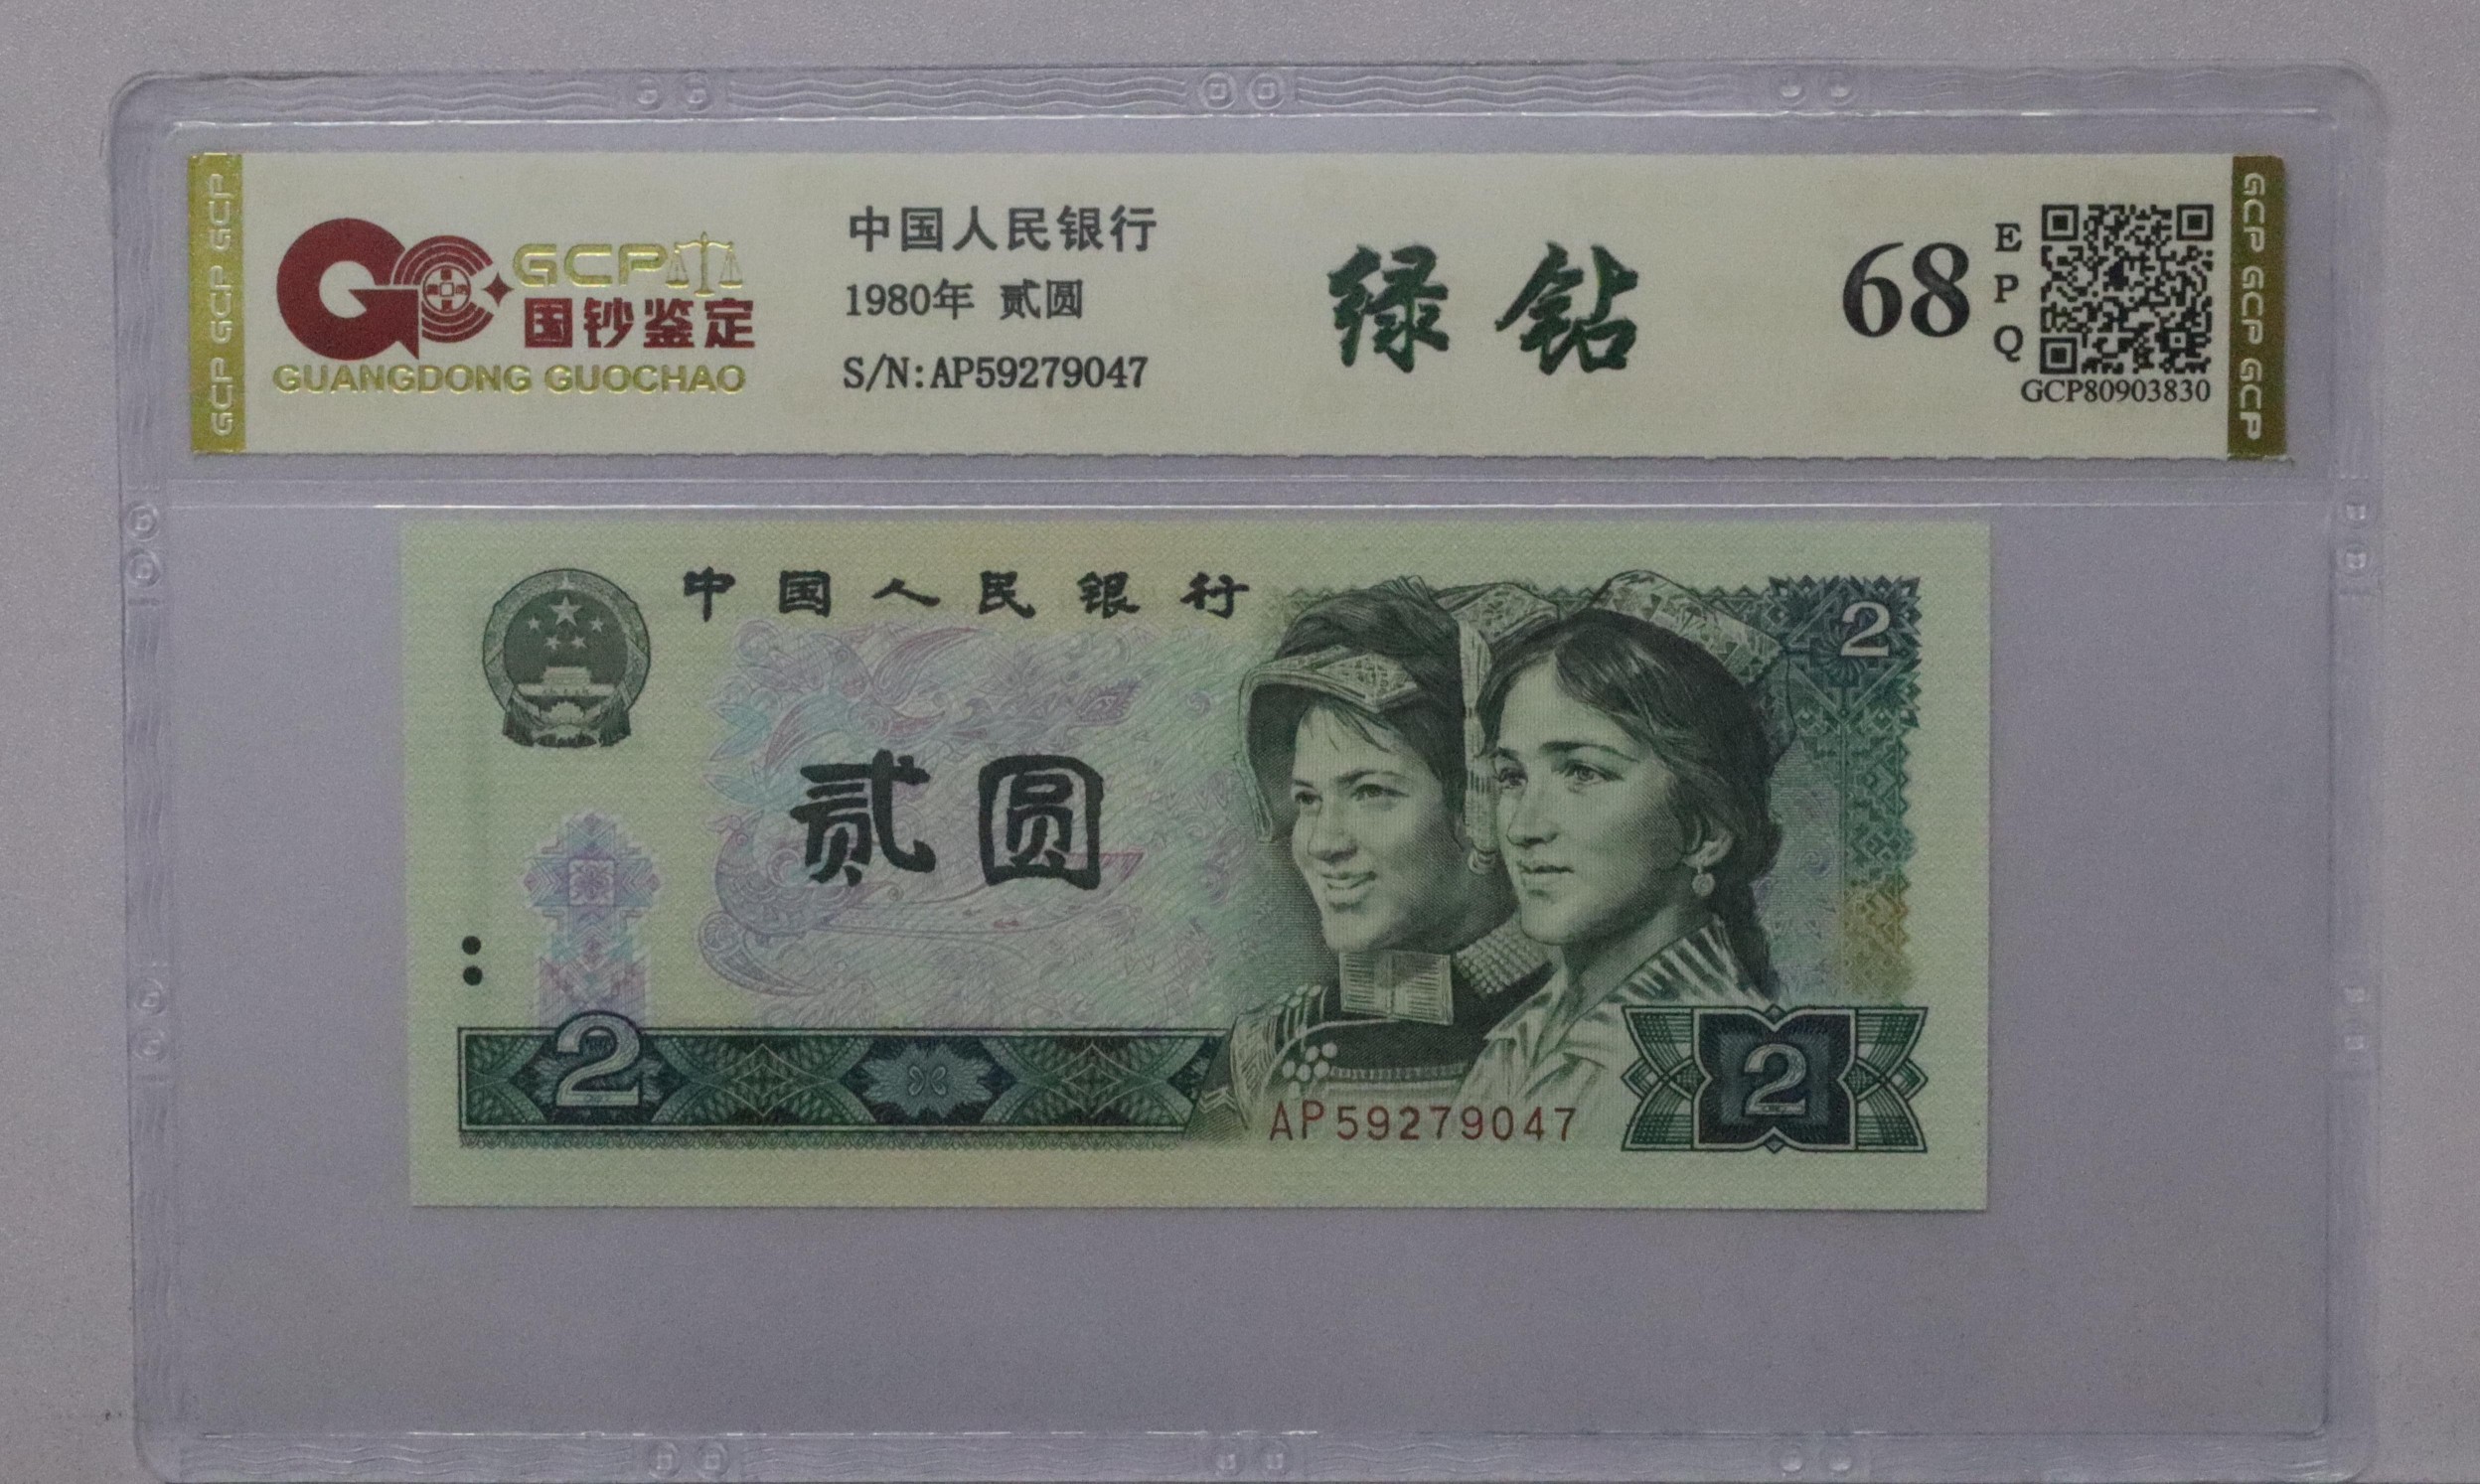 GCP GCP GCP
GCP
国钞鉴定
GUANGDONG GUOCHAO
中国人民银行
1980年 贰圆
S/N:AP59279047
绿钻
68
E
P
Q
GCP80903830
GCP GCP GCP
中国人民银行
2
贰圆
2
AP59279047
2